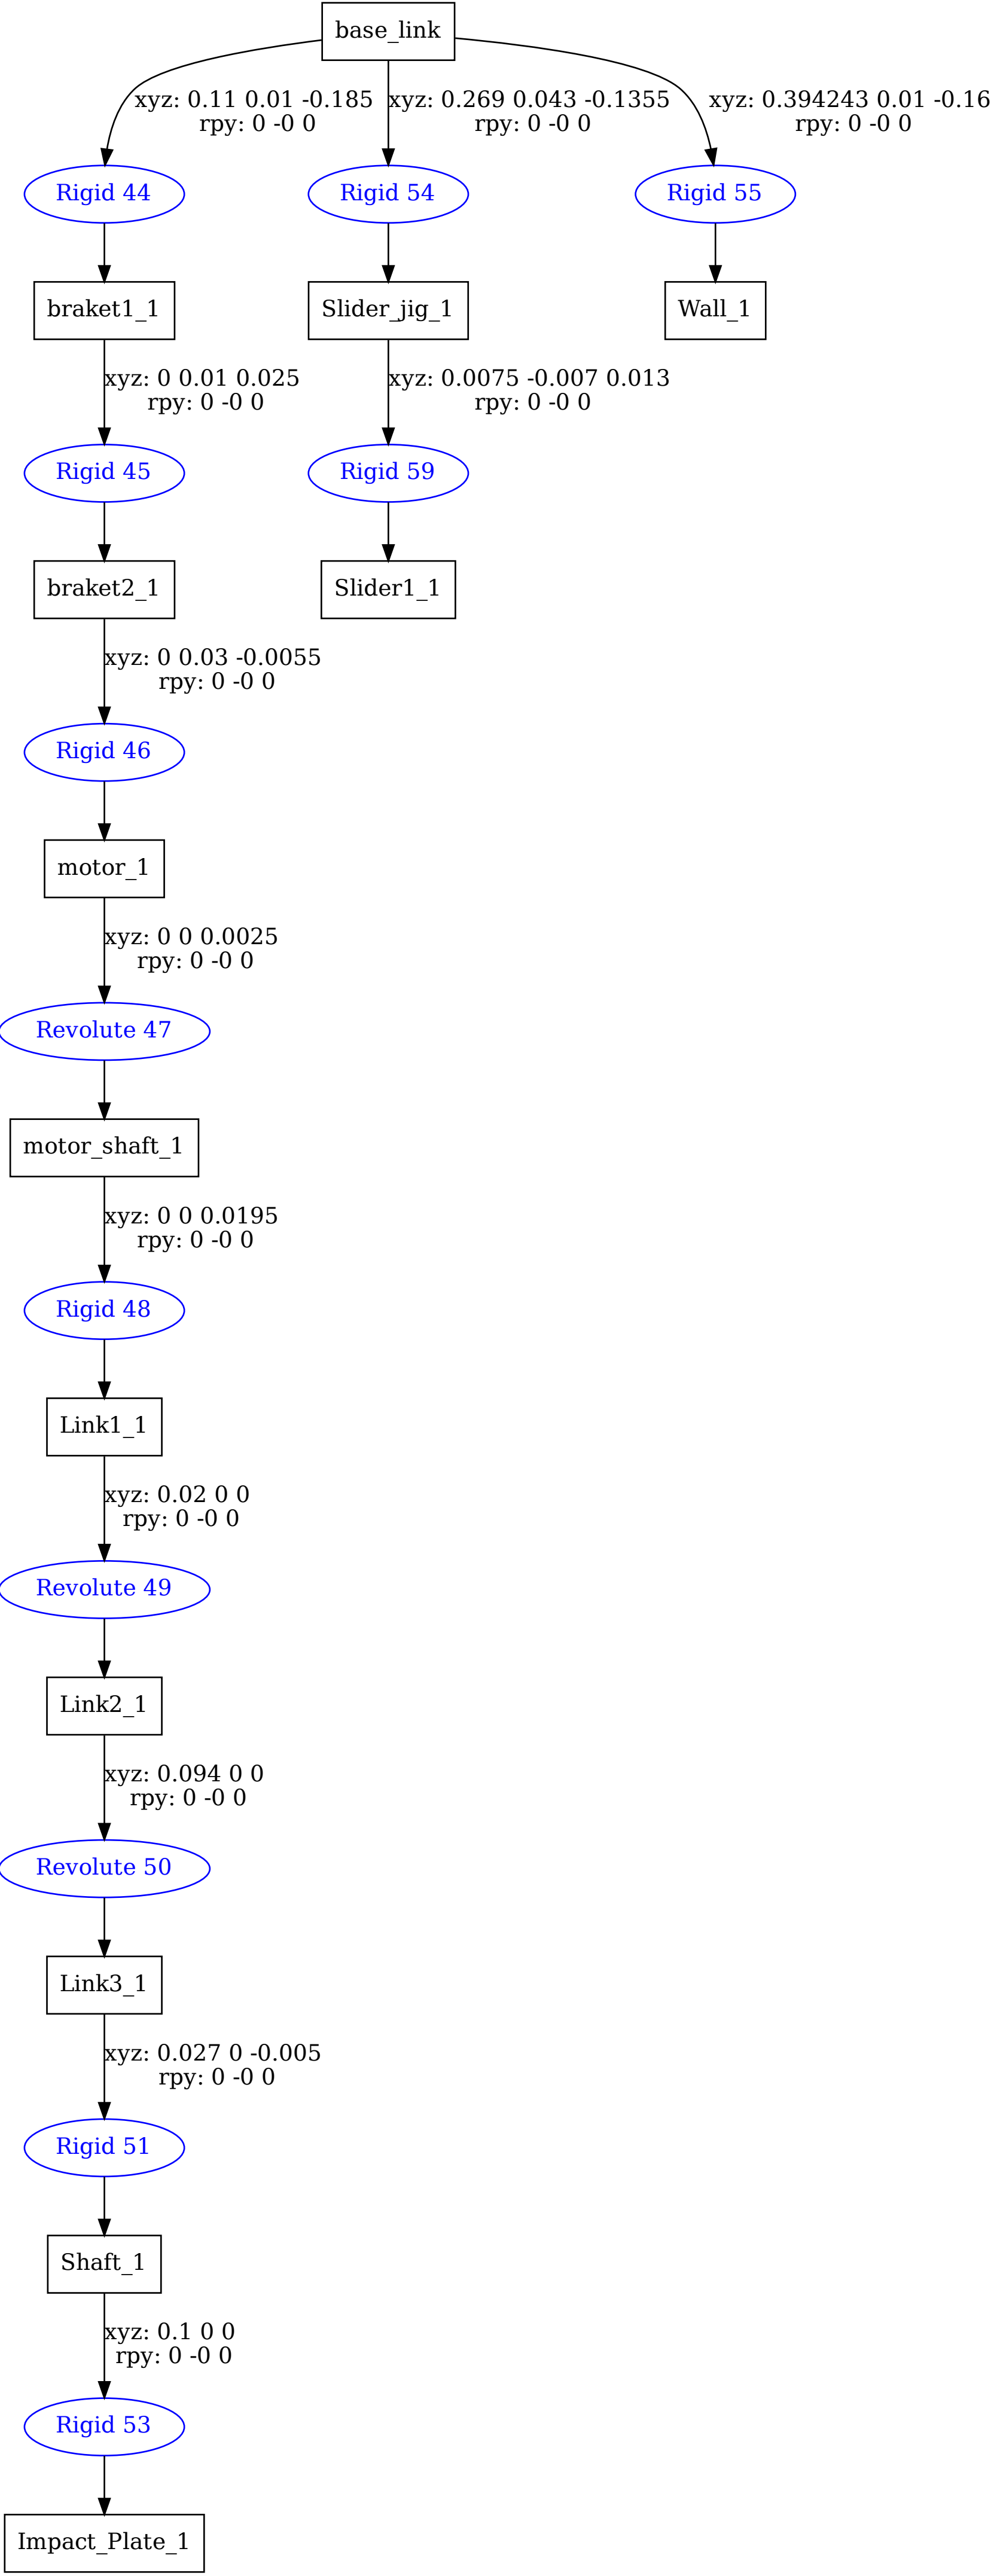 base_link
xyz: 0.11 0.01 -0.185
rpy: 0 -0 0
xyz: 0.269 0.043 -0.1355
rpy: 0 -0 0
xyz: 0.394243 0.01 -0.16
rpy: 0 -0 0
Rigid 44
Rigid 54
Rigid 55
braket1_1
Slider_jig_1
Wall_1
xyz: 0 0.01 0.025
rpy: 0 -0 0
xyz: 0.0075 -0.007 0.013
rpy: 0 -0 0
Rigid 45
Rigid 59
braket2_1
Slider1_1
xyz: 0 0.03 -0.0055
rpy: 0 -0 0
Rigid 46
motor_1
xyz: 0 0 0.0025
rpy: 0 -0 0
Revolute 47
motor_shaft_1
xyz: 0 0 0.0195
rpy: 0 -0 0
Rigid 48
Link1_1
xyz: 0.02 0 0
rpy: 0 -0 0
Revolute 49
Link2_1
xyz: 0.094 0 0
rpy: 0 -0 0
Revolute 50
Link3_1
xyz: 0.027 0 -0.005
rpy: 0 -0 0
Rigid 51
Shaft_1
xyz: 0.1 0 0
rpy: 0 -0 0
Rigid 53
Impact_Plate_1